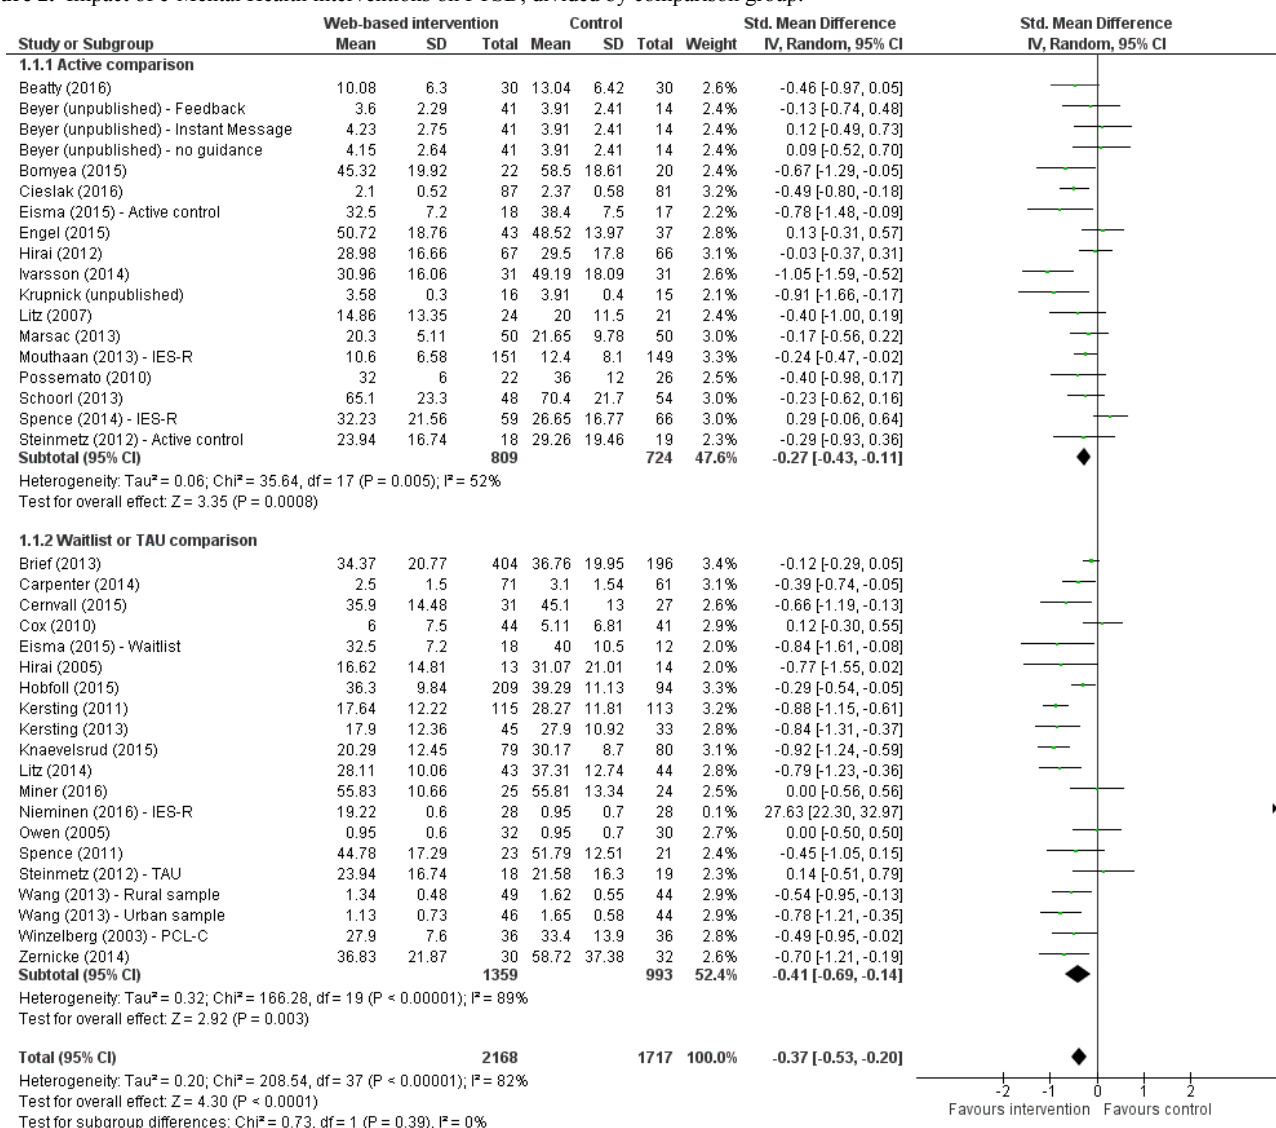 2. Impact of e-Mental Health interventions on PTSD, divided by comparison group.
Web-based intervention Control Std. Mean Difference Std. Mean Difference
Study or Subgroup Mean SD Total Mean SD Total Weight IV, Random, 95% CI IV, Random, 95% CI
1.1.1 Active comparison
Beatty (2016) 10.08 6.3 30 13.04 6.42 30 2.6% -0.46 [-0.97, 0.05]
Beyer (unpublished) - Feedback 3.6 2.29 41 3.91 2.41 14 2.4% -0.13 [-0.74, 0.48]
Beyer (unpublished) - Instant Message 4.23 2.75 41 3.91 2.41 14 2.4% 0.12 [-0.49, 0.73]
Beyer (unpublished) - no guidance 4.15 2.64 41 3.91 2.41 14 2.4% 0.09 [-0.52, 0.70]
Bomyea (2015) 45.32 19.92 22 58.5 18.61 20 2.4% -0.67 [-1.29, -0.05]
Cieslak (2016) 2.1 0.52 87 2.37 0.58 81 3.2% -0.49 [-0.80, -0.18]
Eisma (2015) - Active control 32.5 7.2 18 38.4 7.5 17 2.2% -0.78 [-1.48, -0.09]
Engel (2015) 50.72 18.76 43 48.52 13.97 37 2.8% 0.13 [-0.31, 0.57]
Hirai (2012) 28.98 16.66 67 29.5 17.8 66 3.1% -0.03 [-0.37, 0.31]
Ivarsson (2014) 30.96 16.06 31 49.19 18.09 31 2.6% -1.05 [-1.59, -0.52]
Krupnick (unpublished) 3.58 0.3 16 3.91 0.4 15 2.1% -0.91 [-1.66, -0.17]
Litz (2007) 14.86 13.35 24 20 11.5 21 2.4% -0.40 [-1.00, 0.19]
Marsac (2013) 20.3 5.11 50 21.65 9.78 50 3.0% -0.17 [-0.56, 0.22]
Mouthaan (2013) - IES-R 10.6 6.58 151 12.4 8.1 149 3.3% -0.24 [-0.47, -0.02]
Possemato (2010) 32 6 22 36 12 26 2.5% -0.40 [-0.98, 0.17]
Schoorl (2013) 65.1 23.3 48 70.4 21.7 54 3.0% -0.23 [-0.62, 0.16]
Spence (2014) - IES-R 32.23 21.56 59 26.65 16.77 66 3.0% 0.29 [-0.06, 0.64]
Steinmetz (2012) - Active control 23.94 16.74 18 29.26 19.46 19 2.3% -0.29 [-0.93, 0.36]
Subtotal (95% CI) 809 724 47.6% -0.27 [-0.43, -0.11]
Heterogeneity: Tau² = 0.06; Chi² = 35.64, df = 17 (P = 0.005); I² = 52%
Test for overall effect: Z = 3.35 (P = 0.0008)
1.1.2 Waitlist or TAU comparison
Brief (2013) 34.37 20.77 404 36.76 19.95 196 3.4% -0.12 [-0.29, 0.05]
Carpenter (2014) 2.5 1.5 71 3.1 1.54 61 3.1% -0.39 [-0.74, -0.05]
Cernvall (2015) 35.9 14.48 31 45.1 13 27 2.6% -0.66 [-1.19, -0.13]
Cox (2010) 6 7.5 44 5.11 6.81 41 2.9% 0.12 [-0.30, 0.55]
Eisma (2015) - Waitlist 32.5 7.2 18 40 10.5 12 2.0% -0.84 [-1.61, -0.08]
Hirai (2005) 16.62 14.81 13 31.07 21.01 14 2.0% -0.77 [-1.55, 0.02]
Hobfoll (2015) 36.3 9.84 209 39.29 11.13 94 3.3% -0.29 [-0.54, -0.05]
Kersting (2011) 17.64 12.22 115 28.27 11.81 113 3.2% -0.88 [-1.15, -0.61]
Kersting (2013) 17.9 12.36 45 27.9 10.92 33 2.7% -0.84 [-1.31, -0.37]
Knaevelsrud (2015) 20.29 12.45 79 30.17 8.7 80 3.1% -0.92 [-1.24, -0.59]
Litz (2014) 28.11 10.06 43 37.31 12.74 44 2.8% -0.79 [-1.23, -0.36]
Miner (2016) 55.83 10.66 25 55.81 13.34 24 2.5% 0.00 [-0.56, 0.56]
Nieminen (2016) - IES-R 19.22 0.6 28 0.95 0.7 28 0.1% 27.63 [22.30, 32.97]
Owen (2005) 0.95 0.6 32 0.95 0.7 30 2.7% 0.00 [-0.50, 0.50]
Spence (2011) 44.78 17.29 23 51.79 12.51 21 2.4% -0.45 [-1.05, 0.15]
Steinmetz (2012) - TAU 23.94 16.74 18 21.58 16.3 19 2.3% 0.14 [-0.51, 0.79]
Wang (2013) - Rural sample 1.34 0.48 49 1.62 0.55 44 2.9% -0.54 [-0.95, -0.13]
Wang (2013) - Urban sample 1.13 0.73 46 1.65 0.58 44 2.9% -0.78 [-1.21, -0.35]
Winzelberg (2003) - PCL-C 27.9 7.6 36 33.4 13.9 36 2.8% -0.49 [-0.95, -0.02]
Zernicke (2014) 36.83 21.87 30 58.72 37.38 32 2.6% -0.70 [-1.21, -0.19]
Subtotal (95% CI) 1359 993 52.4% -0.41 [-0.69, -0.14]
Heterogeneity: Tau² = 0.32; Chi² = 166.28, df = 19 (P < 0.00001); I² = 89%
Test for overall effect: Z = 2.92 (P = 0.003)
Total (95% CI) 2168 1717 100.0% -0.37 [-0.53, -0.20]
Heterogeneity: Tau² = 0.20; Chi² = 208.54, df = 37 (P < 0.00001); I² = 82%
Test for overall effect: Z = 4.30 (P < 0.0001)
Test for subgroup differences: Chi² = 0.73, df = 1 (P = 0.39), I² = 0%
-2 -1 0 1 2
Favours intervention Favours control